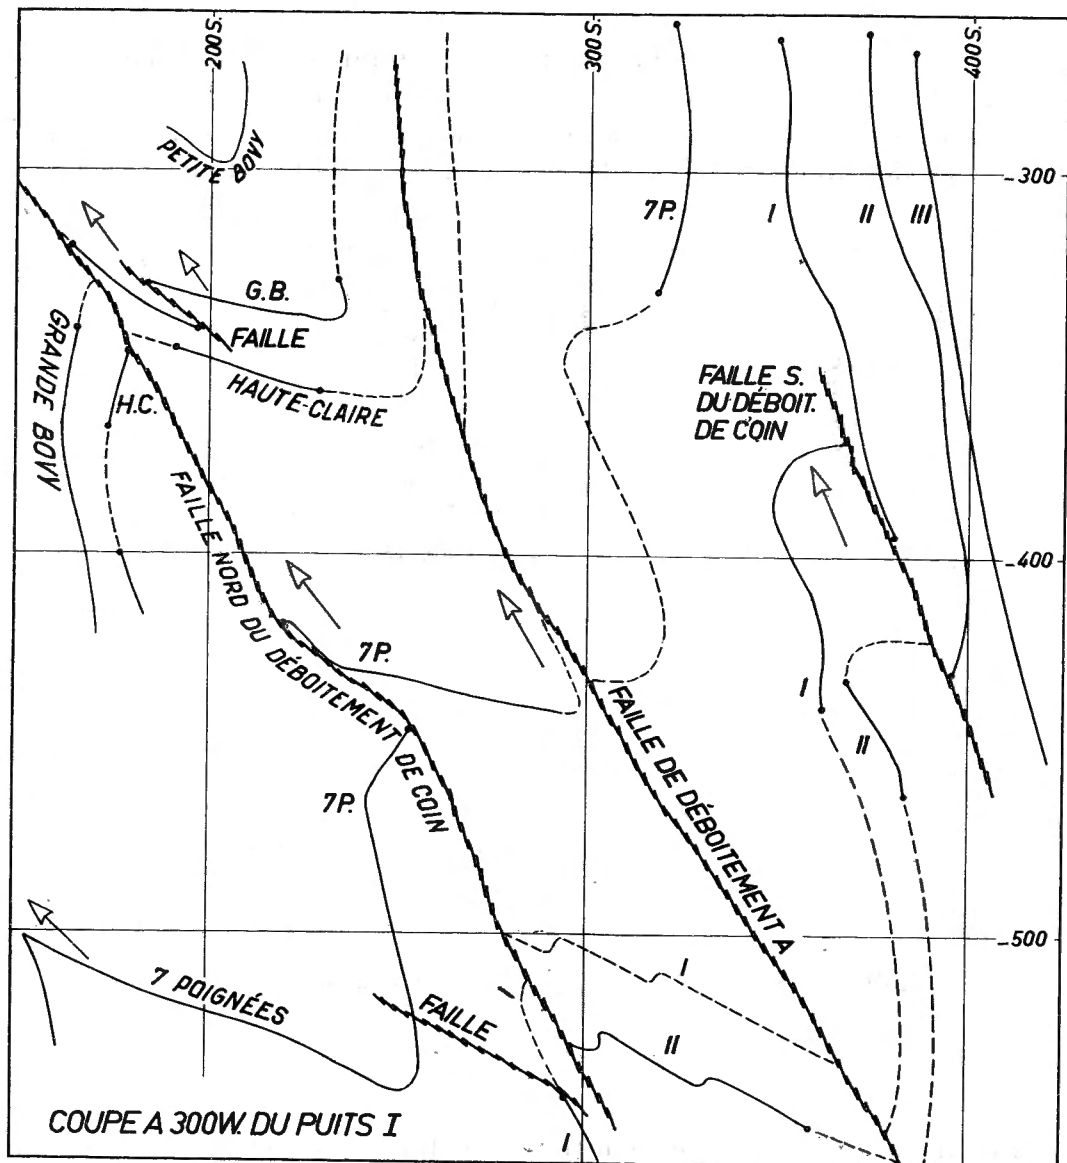 200 S.
300 S.
400 S.
PETITE BOVY
-300
7P.
I
II
III
G.B.
FAILLE
GRANDE BOVY
H.C.
HAUTE-CLAIRE
FAILLE S.
DU DÉBOIT.
DE COIN
FAILLE NORD DU DÉBOITEMENT DE COIN
-400
7P.
I
II
FAILLE DE DÉBOITEMENT A
7P.
-500
7 POIGNÉES
FAILLE
I
I
II
COUPE A 300W. DU PUITS I
I